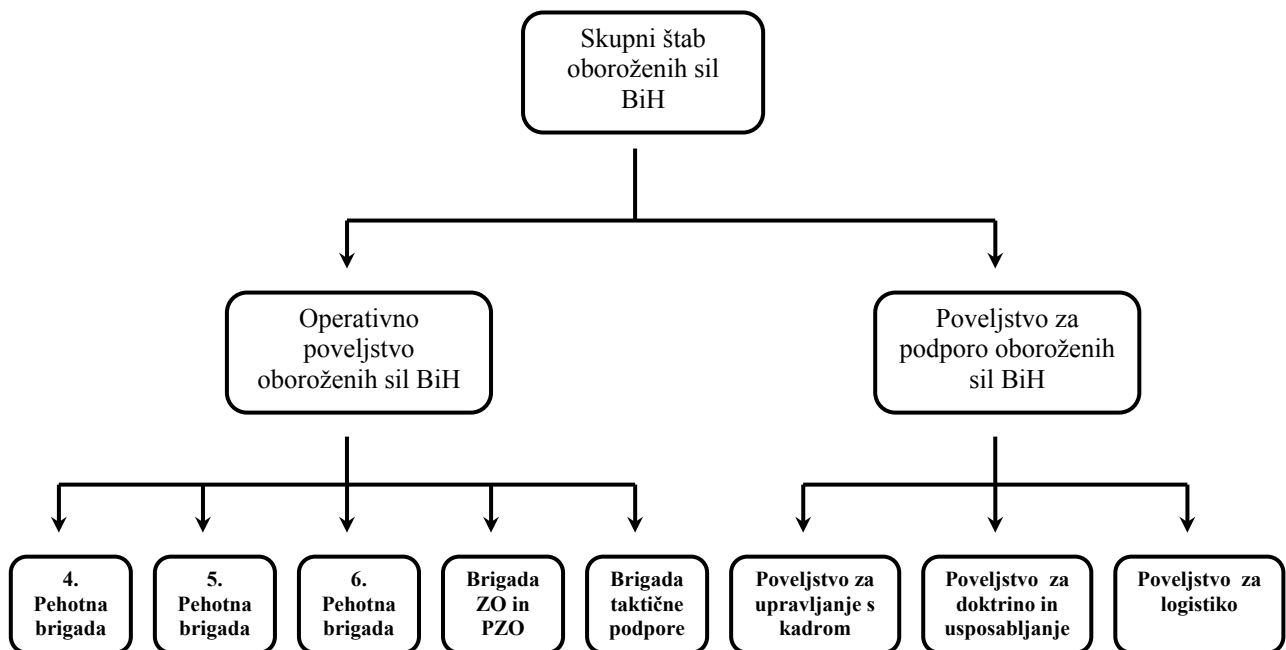 Skupni štab
oboroženih sil
BiH
Operativno
poveljstvo
oboroženih sil BiH
Poveljstvo za
podporo oboroženih
sil BiH
4.
Pehotna
brigada
5.
Pehotna
brigada
6.
Pehotna
brigada
Brigada
ZO in
PZO
Brigada
taktične
podpore
Poveljstvo za
upravljanje s
kadrom
Poveljstvo za
doktrino in
usposabljanje
Poveljstvo za
logistiko